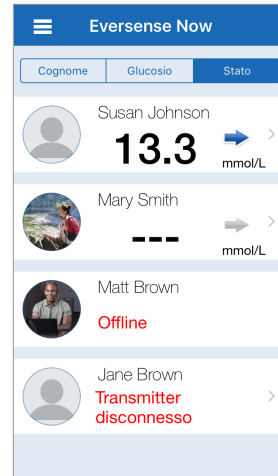 Eversense Now
Cognome Glucosio Stato
Susan Johnson
13.3
mmol/L
Mary Smith
---
mmol/L
Matt Brown
Offline
Jane Brown
Transmitter
disconnesso